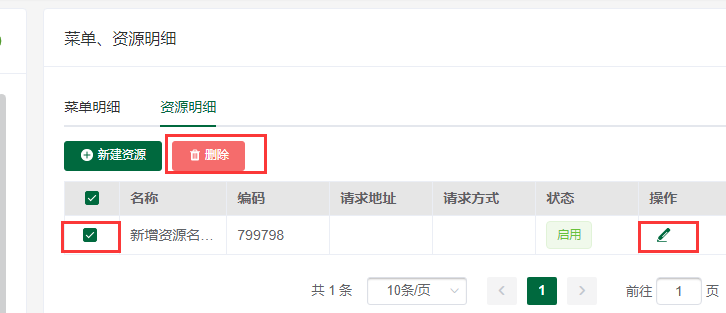 菜单、资源明细
菜单明细 资源明细
新建资源 删除
名称 编码 请求地址 请求方式 状态 操作
新增资源名... 799798 启用
共 1 条 10条/页 1 前往 1 页